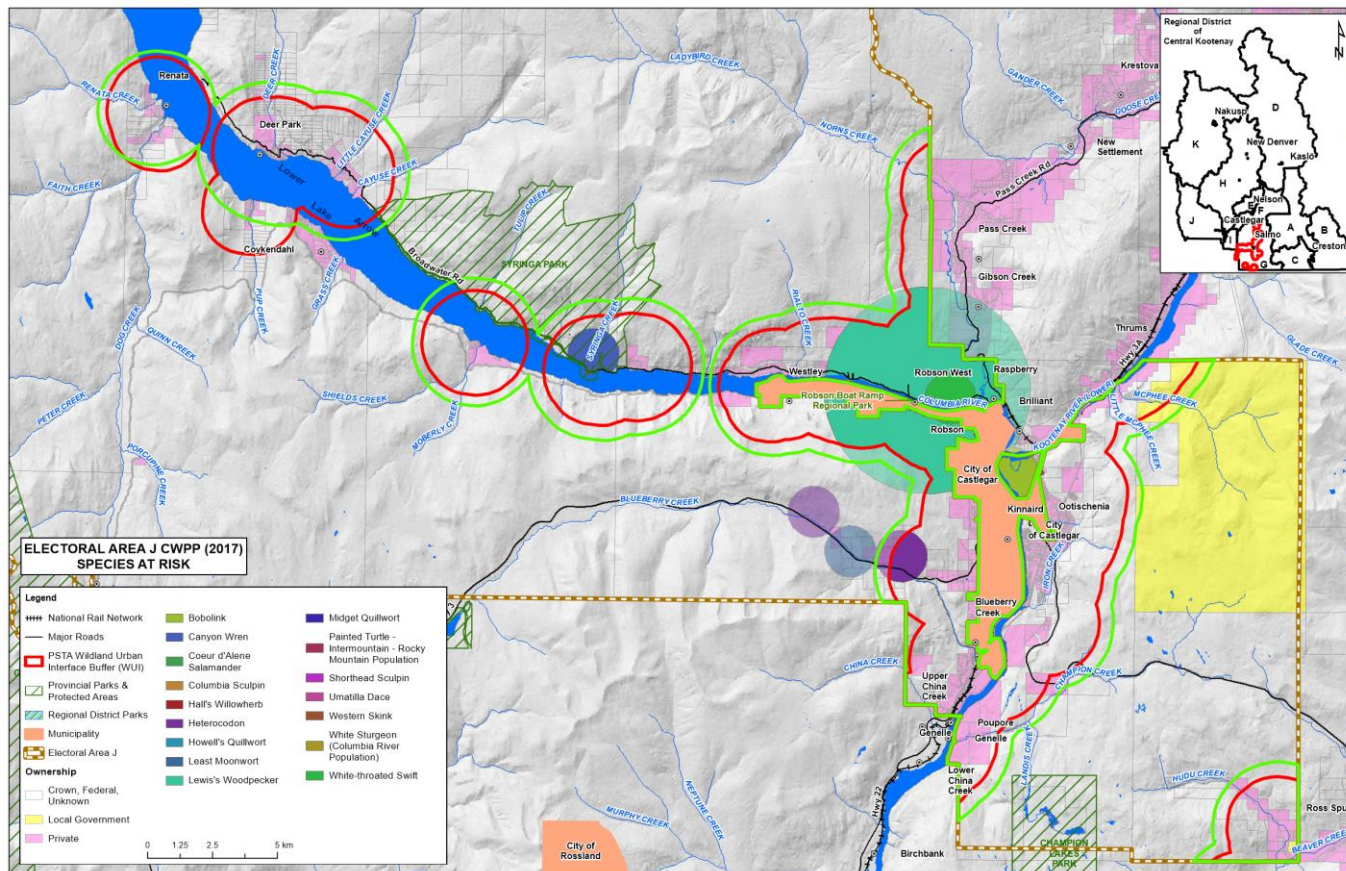 Renata
RENATA CREEK
DEER CREEK
Deer Park
LITTLE CAYUSE CREEK
CAYUSE CREEK
FAITH CREEK
Lower
Arrow
Lake
Coykendahl
Broadwater Rd
TULIP CREEK
SYRINGA PARK
SYRINGA CREEK
DOG CREEK
QUINN CREEK
PUP CREEK
GRASS CREEK
PETER CREEK
SHIELDS CREEK
MOBERLY CREEK
PORCUPINE CREEK
LADYBIRD CREEK
NORNS CREEK
GANDER CREEK
GOOSE CREEK
Krestova
New
Settlement
Pass Creek Rd
Pass Creek
Gibson Creek
RIALTO CREEK
Westley
Robson West
Raspberry
Robson Boat Ramp
Regional Park
COLUMBIA RIVER
Brilliant
Robson
KOOTENAY RIVER (LOWER)
Thrums
Hwy 3A
GLADE CREEK
MCPHEE CREEK
LITTLE MCPHEE CREEK
City of
Castlegar
Kinnaird
Ootischenia
City
of Castlegar
IRON CREEK
BLUEBERRY CREEK
Blueberry
Creek
CHINA CREEK
Upper
China
Creek
CHAMPION CREEK
Poupore
Genelle
Genelle
Lower
China
Creek
LANDIS CREEK
Hwy 22
NEPTUNE CREEK
MURPHY CREEK
City of
Rossland
Birchbank
CHAMPION
LAKES
PARK
HUDU CREEK
Ross Spu
BEAVER CREE
Regional District
of
Central Kootenay
N
Nakusp
D
K
New Denver
Kaslo
H
Nelson
E
F
Castlegar
J
I
Salmo
A
B
Creston
G
C
ELECTORAL AREA J CWPP (2017)
SPECIES AT RISK
Legend
National Rail Network
Major Roads
PSTA Wildland Urban
Interface Buffer (WUI)
Provincial Parks &
Protected Areas
Regional District Parks
Municipality
Electoral Area J
Ownership
Crown, Federal,
Unknown
Local Government
Private
Bobolink
Canyon Wren
Coeur d'Alene
Salamander
Columbia Sculpin
Hall's Willowherb
Heterocodon
Howell's Quillwort
Least Moonwort
Lewis's Woodpecker
Midget Quillwort
Painted Turtle -
Intermountain - Rocky
Mountain Population
Shorthead Sculpin
Umatilla Dace
Western Skink
White Sturgeon
(Columbia River
Population)
White-throated Swift
0 1.25 2.5 5 km